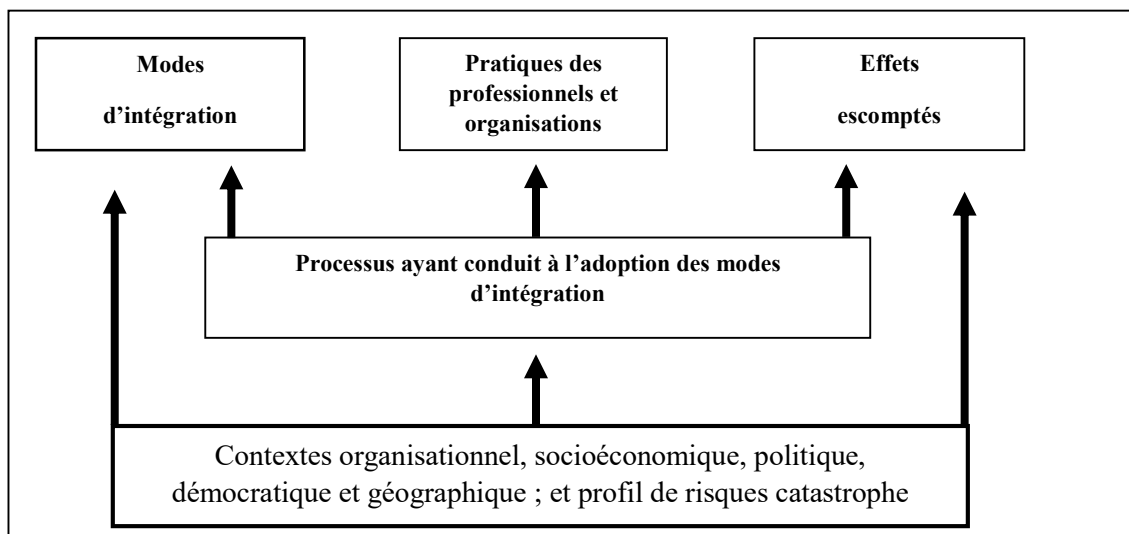 Modes
d’intégration
Pratiques des
professionnels et
organisations
Effets
escomptés
Processus ayant conduit à l’adoption des modes
d’intégration
Contextes organisationnel, socioéconomique, politique,
démocratique et géographique ; et profil de risques catastrophe